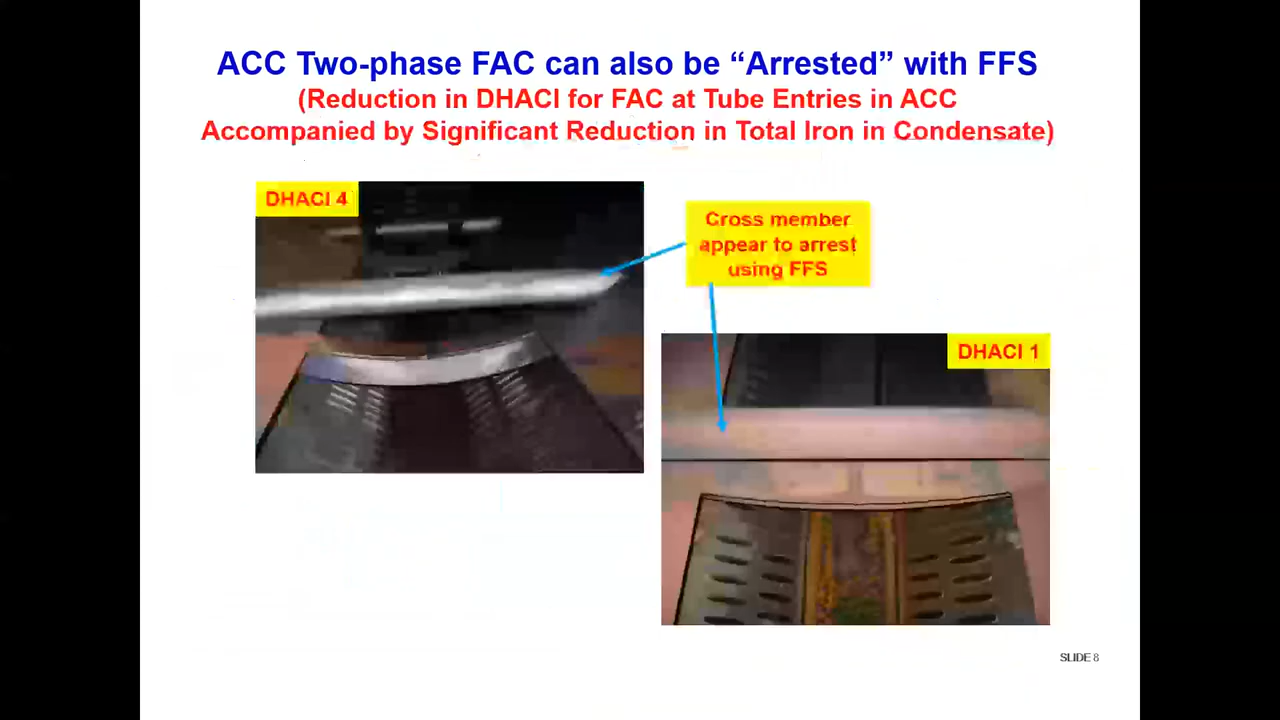 ACC Two-phase FAC can also be “Arrested” with FFS
(Reduction in DHACI for FAC at Tube Entries in ACC
Accompanied by Significant Reduction in Total Iron in Condensate)
DHACI 4
Cross member
appear to arrest
using FFS
DHACI 1
SLIDE 8